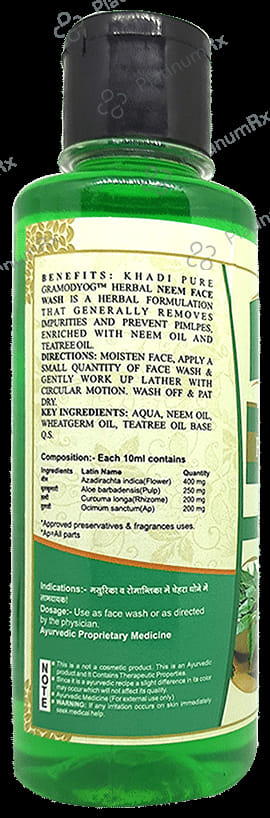 PlatinumRx
BENEFITS: KHADI PURE
GRAMODYOG™ HERBAL NEEM FACE
WASH IS A HERBAL FORMULATION
THAT GENERALLY REMOVES
IMPURITIES AND PREVENT PIMLPES.
ENRICHED WITH NEEM OIL AND
TEATREE OIL.
DIRECTIONS: MOISTEN FACE, APPLY A
SMALL QUANTITY OF FACE WASH &
GENTLY WORK UP LATHER WITH
CIRCULAR MOTION. WASH OFF & PAT
DRY.
KEY INGREDIENTS: AQUA, NEEM OIL,
WHEATGERM OIL, TEATREE OIL BASE
Q.S.
Composition:- Each 10ml contains
Ingredients Latin Name Quantity
नीम Azadirachta indica(Flower) 400 mg
Aloe barbadensis(Pulp) 250 mg
Curcuma longa(Rhizome) 200 mg
Ocimum sanctum(Ap) 200 mg
*Approved preservatives & fragrances uses.
*Ap=All parts
Indications:- मसुरिका व रोमान्तिका में चेहरा धोने में
लाभदायक!
Dosage:- Use as face wash or as directed
by the physician.
Ayurvedic Proprietary Medicine
NOTE
This is a not a cosmetic product. This is an Ayurvedic
product and It Contains Therapeutic Properties.
Since it is a ayurvedic recipe a slight difference in its color
may occur which will not affect its quality.
Ayurvedic Medicine (For external use only)
WARNING: If any irritation occurs on skin immediately
seek medical help.